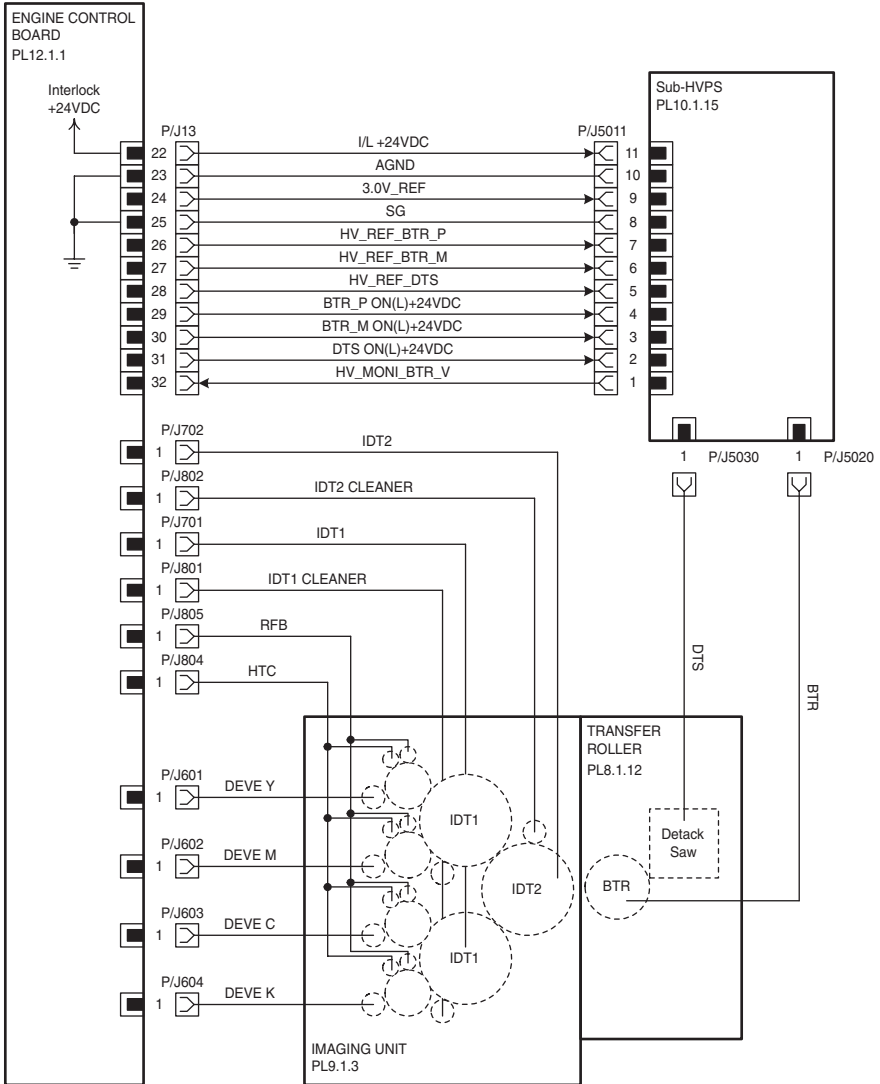 ENGINE CONTROL
BOARD
PL12.1.1
Interlock
+24VDC
Sub-HVPS
PL10.1.15
P/J13
P/J5011
22 I/L +24VDC 11
23 AGND 10
24 3.0V_REF 9
25 SG 8
26 HV_REF_BTR_P 7
27 HV_REF_BTR_M 6
28 HV_REF_DTS 5
29 BTR_P ON(L)+24VDC 4
30 BTR_M ON(L)+24VDC 3
31 DTS ON(L)+24VDC 2
32 HV_MONI_BTR_V 1
P/J702
1 IDT2
1 P/J5030
1 P/J5020
P/J802
1 IDT2 CLEANER
P/J701
1 IDT1
P/J801
1 IDT1 CLEANER
P/J805
1 RFB
P/J804
1 HTC
DTS
BTR
TRANSFER
ROLLER
PL8.1.12
P/J601
1 DEVE Y
IDT1
Detack
Saw
P/J602
1 DEVE M
IDT2
BTR
P/J603
1 DEVE C
IDT1
P/J604
1 DEVE K
IMAGING UNIT
PL9.1.3